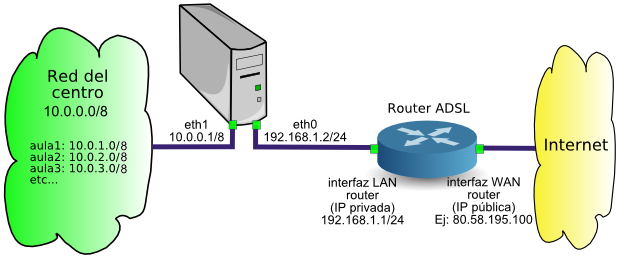 Red del
centro
10.0.0.0/8
aula1: 10.0.1.0/8
aula2: 10.0.2.0/8
aula3: 10.0.3.0/8
etc...
eth1
10.0.0.1/8
eth0
192.168.1.2/24
Router ADSL
interfaz LAN
router
(IP privada)
192.168.1.1/24
interfaz WAN
router
(IP pública)
Ej: 80.58.195.100
Internet